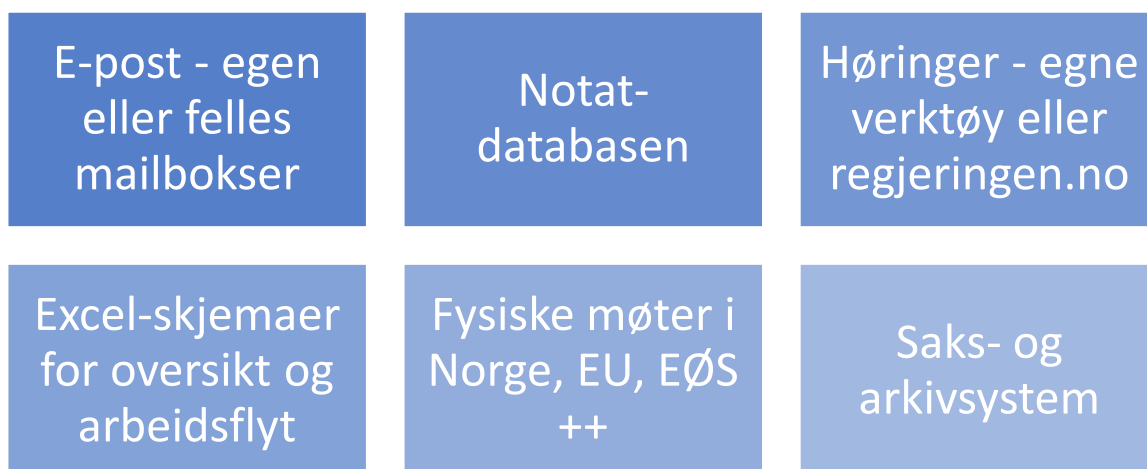 E-post - egen
eller felles
mailbokser
Notat-
databasen
Høringer - egne
verktøy eller
regjeringen.no
Excel-skjemaer
for oversikt og
arbeidsflyt
Fysiske møter i
Norge, EU, EØS
++
Saks- og
arkivsystem